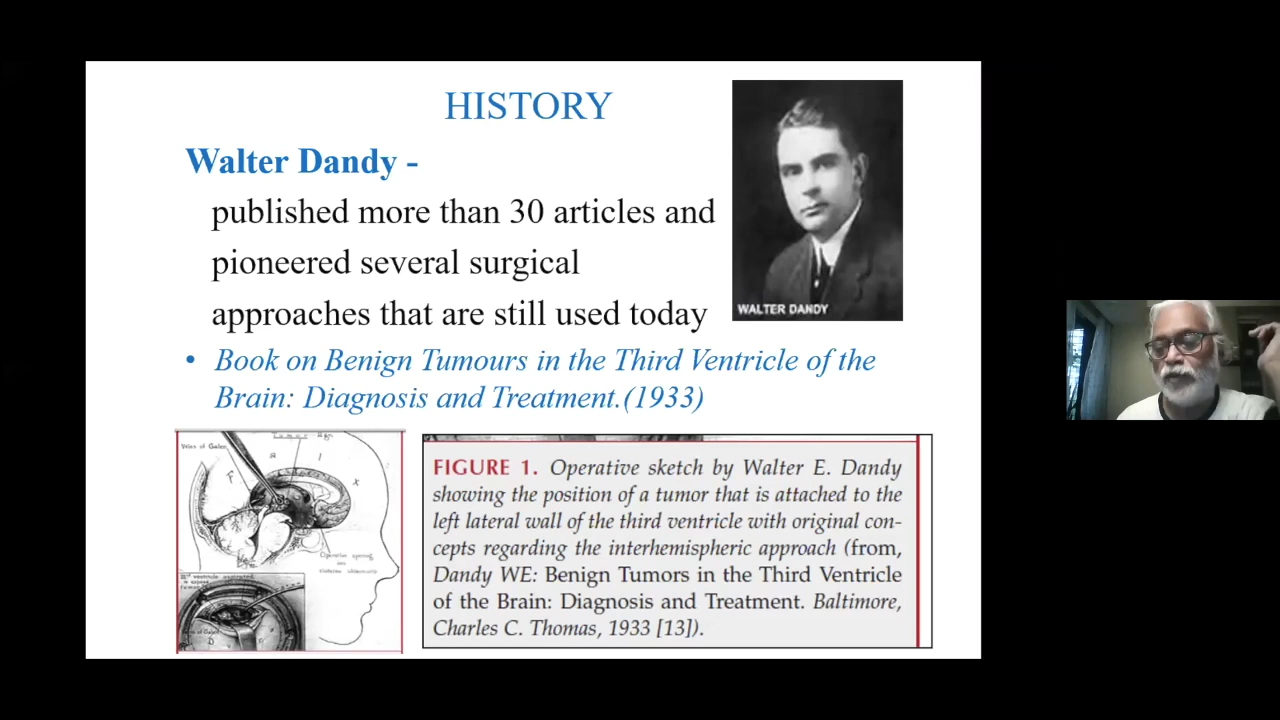 HISTORY
Walter Dandy -
published more than 30 articles and
pioneered several surgical
approaches that are still used today
WALTER DANDY
• Book on Benign Tumours in the Third Ventricle of the
Brain: Diagnosis and Treatment.(1933)
Veins of Galen
Tumor
Operative opening
FIGURE 1. Operative sketch by Walter E. Dandy
showing the position of a tumor that is attached to the
left lateral wall of the third ventricle with original con-
cepts regarding the interhemispheric approach (from,
Dandy WE: Benign Tumors in the Third Ventricle
of the Brain: Diagnosis and Treatment. Baltimore,
Charles C. Thomas, 1933 [13]).